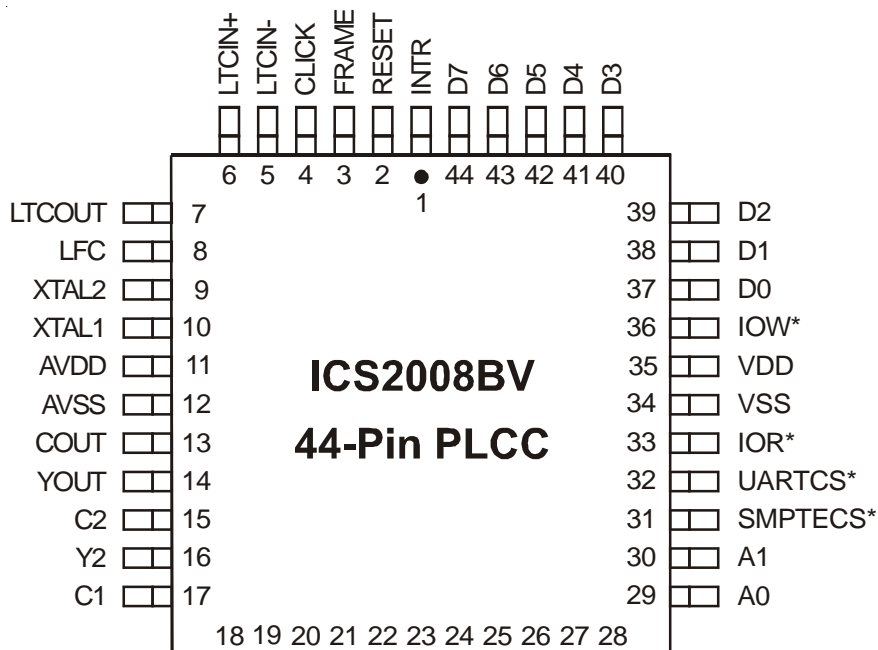 LTCIN+ LTCIN- CLICK FRAME RESET INTR D7 D6 D5 D4 D3
6 5 4 3 2 1 44 43 42 41 40
LTCOUT 7 39 D2
LFC 8 38 D1
XTAL2 9 37 D0
XTAL1 10 36 IOW*
AVDD 11 35 VDD
AVSS 12 34 VSS
COUT 13 33 IOR*
YOUT 14 32 UARTCS*
C2 15 31 SMPTECS*
Y2 16 30 A1
C1 17 29 A0
ICS2008BV
44-Pin PLCC
18 19 20 21 22 23 24 25 26 27 28